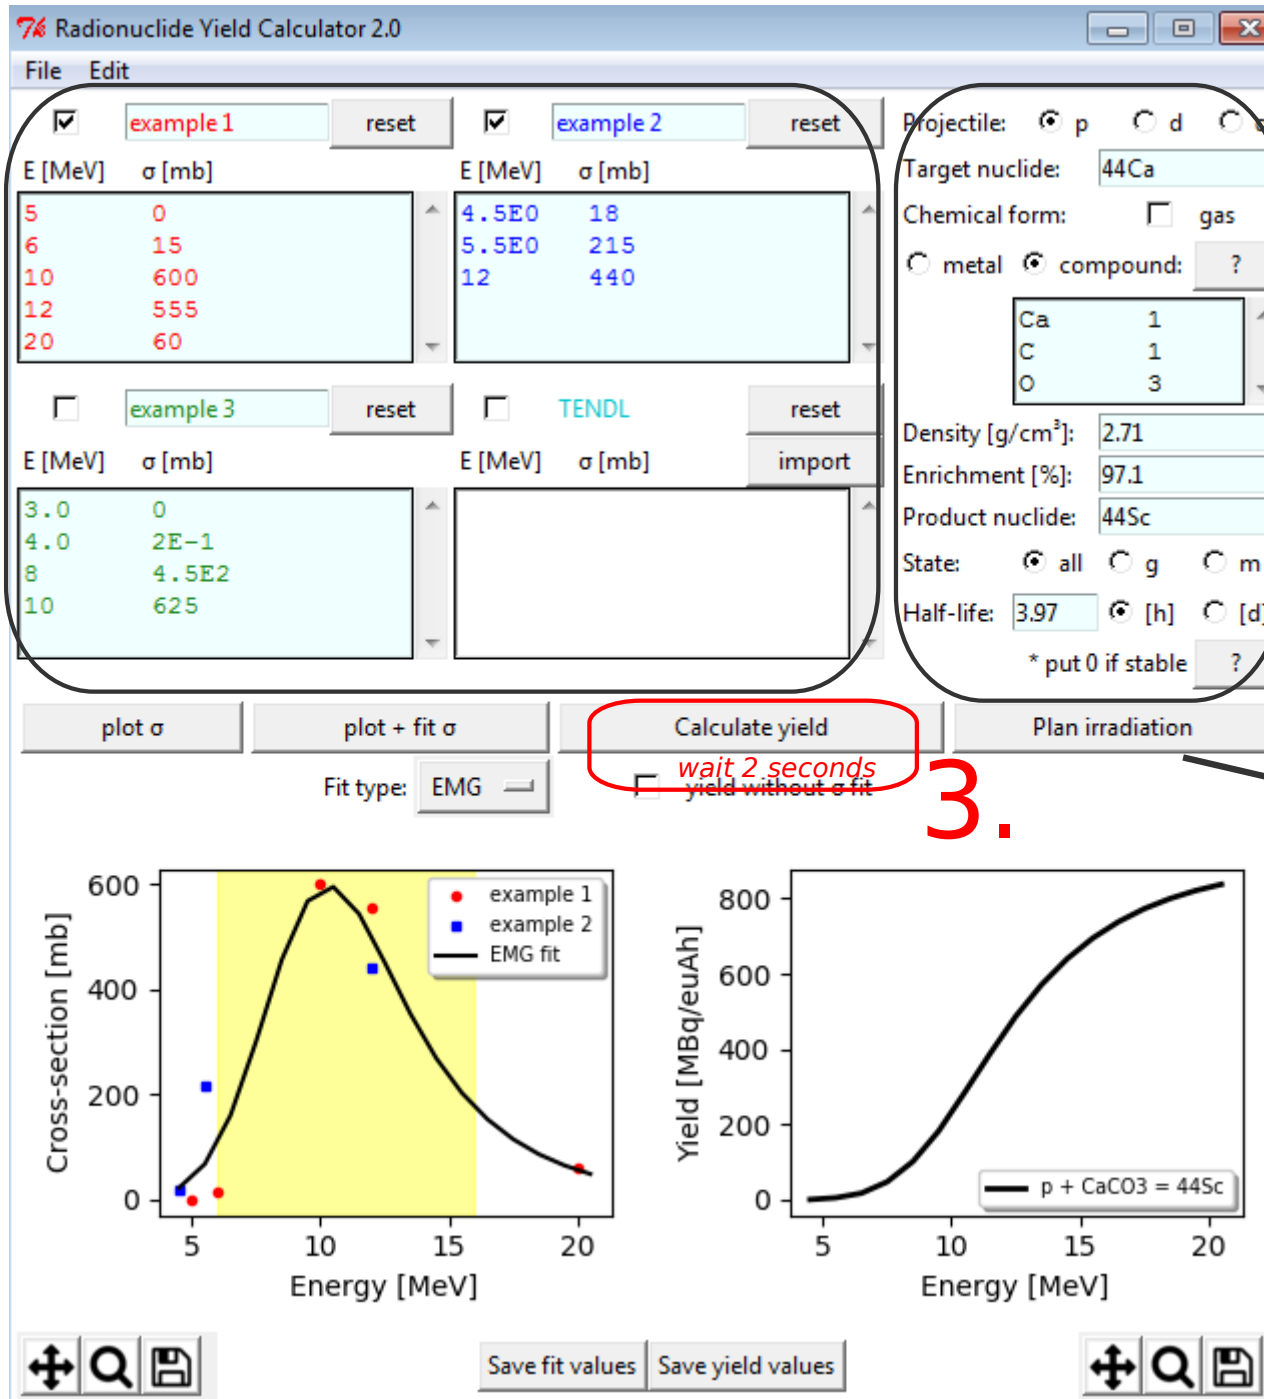 Radionuclide Yield Calculator 2.0
File Edit
example 1 reset example 2 reset
E [MeV] σ [mb] E [MeV] σ [mb]
5 0 4.5E0 18
6 15 5.5E0 215
10 600 12 440
12 555
20 60
example 3 reset TENDL reset
E [MeV] σ [mb] E [MeV] σ [mb] import
3.0 0
4.0 2E-1
8 4.5E2
10 625
Projectile: p d
Target nuclide: 44Ca
Chemical form: gas
metal compound: ?
Ca 1
C 1
O 3
Density [g/cm³]: 2.71
Enrichment [%]: 97.1
Product nuclide: 44Sc
State: all g m
Half-life: 3.97 [h] [d]
* put 0 if stable ?
plot σ plot + fit σ Calculate yield Plan irradiation
wait 2 seconds
Fit type: EMG yield without σ fit
3.
Cross-section [mb]
600
400
200
0
example 1
example 2
EMG fit
5 10 15 20
Energy [MeV]
Yield [MBq/euAh]
800
600
400
200
0
p + CaCO3 = 44Sc
5 10 15 20
Energy [MeV]
Save fit values Save yield values